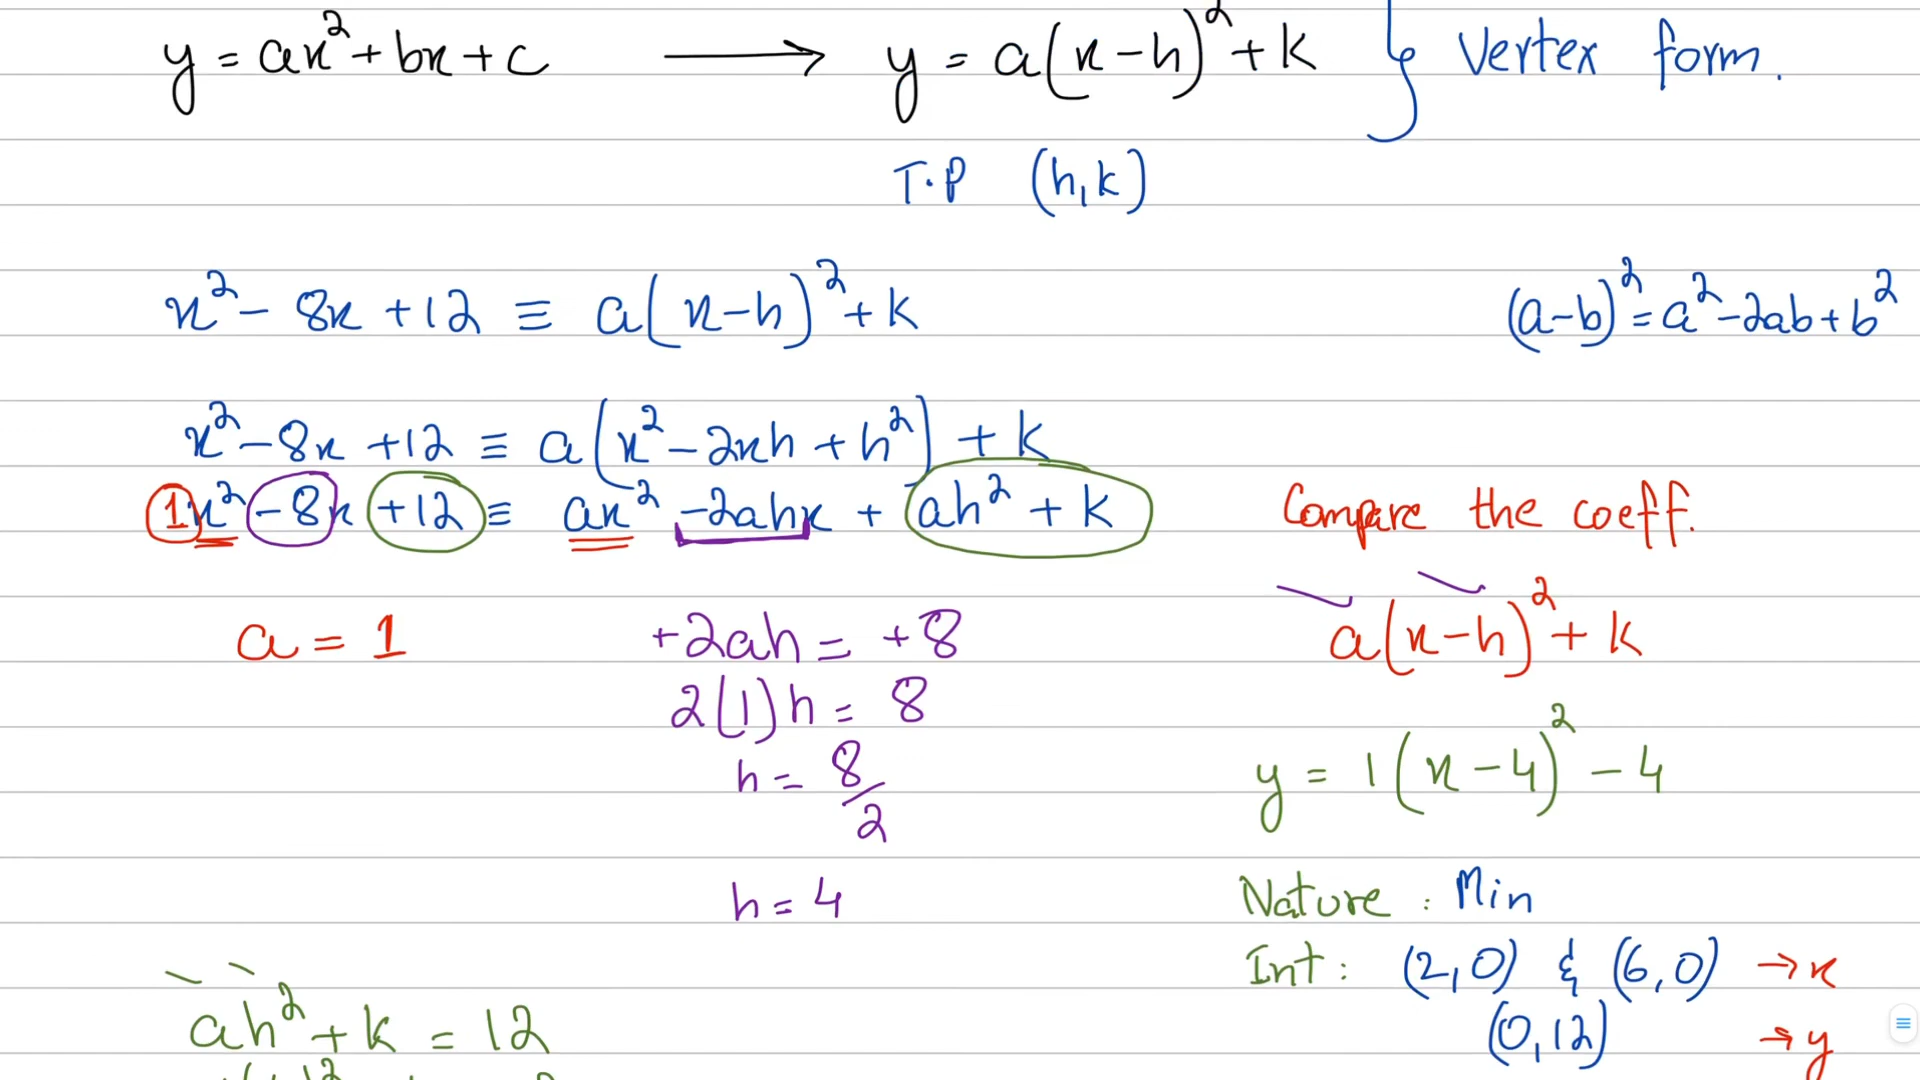 y = ax² + bx + c ⟶ y = a(x-h)² + k } Vertex form.
T.P (h,k)
x² - 8x + 12 ≡ a(x-h)² + k
(a-b)² = a² - 2ab + b²
x² - 8x + 12 ≡ a(x² - 2xh + h²) + k
1x² - 8x + 12 ≡ ax² - 2ahx + ah² + k
Compare the coeff.
a = 1
+2ah = +8
2(1)h = 8
h = 8/2
h = 4
a(x-h)² + k
y = 1(x-4)² - 4
Nature : Min
Int : (2,0) & (6,0) → x
(0,12) → y
ah² + k = 12